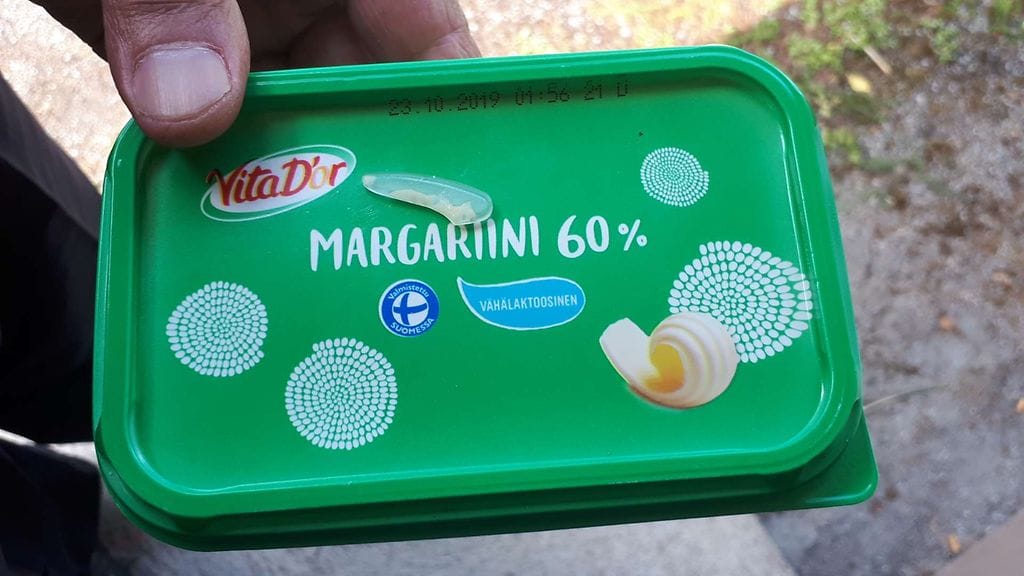 23.10.2019 01:56 21 U
VitaD'or
MARGARIINI 60%
Valmistettu
SUOMESSA
VÄHÄLAKTOOSINEN